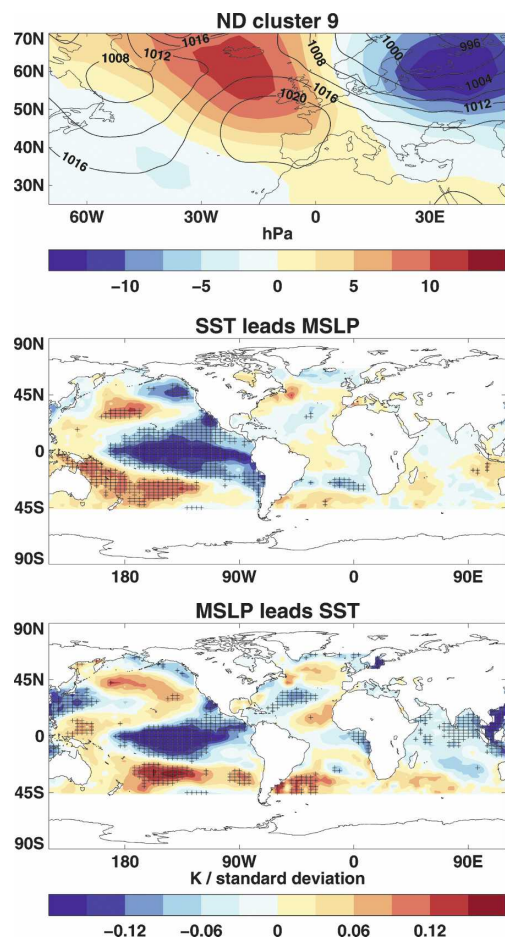 ND cluster 9
70N
60N
50N
40N
30N
1016
1012
1008
1008
1000
996
1004
1012
1016
1020
1016
60W
30W
0
30E
hPa
−10
−5
0
5
10
SST leads MSLP
90N
45N
0
45S
90S
180
90W
0
90E
MSLP leads SST
90N
45N
0
45S
90S
180
90W
0
90E
K / standard deviation
−0.12
−0.06
0
0.06
0.12